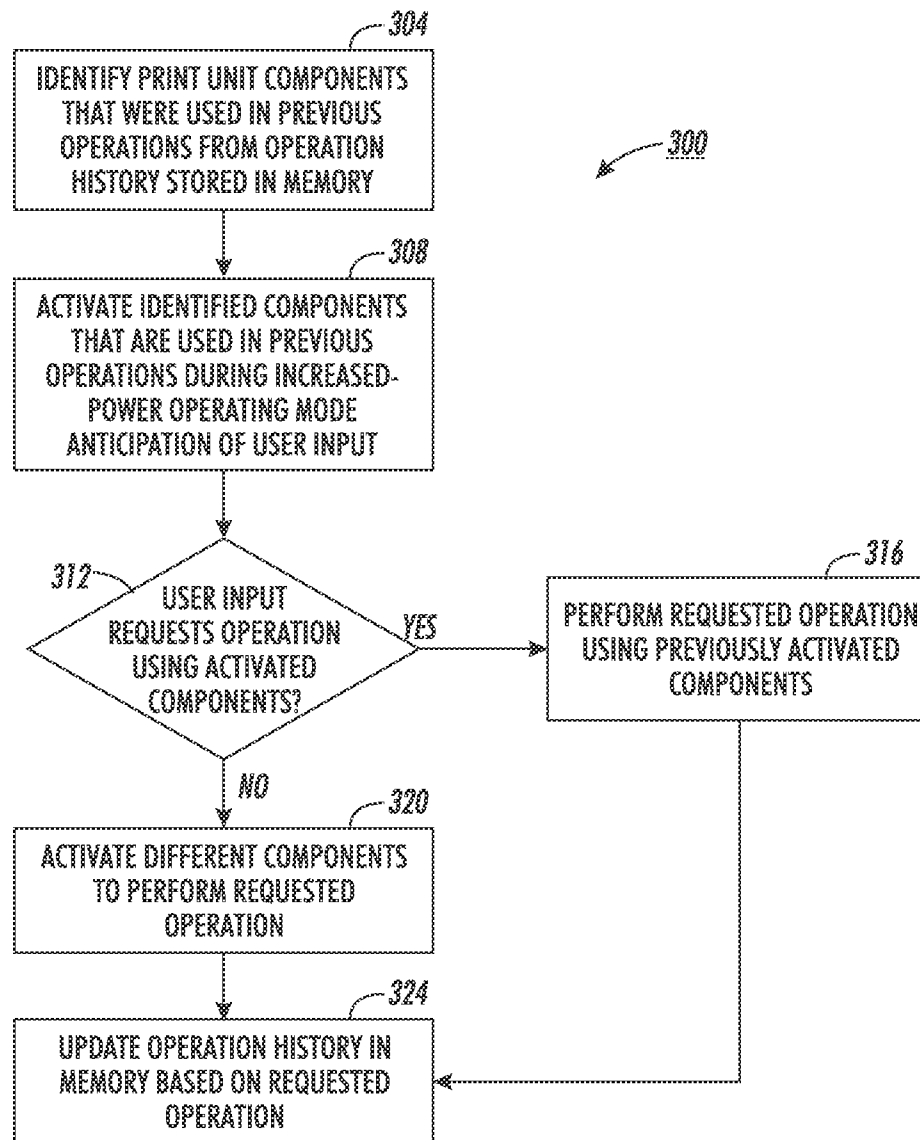 304
IDENTIFY PRINT UNIT COMPONENTS
THAT WERE USED IN PREVIOUS
OPERATIONS FROM OPERATION
HISTORY STORED IN MEMORY
300
308
ACTIVATE IDENTIFIED COMPONENTS
THAT ARE USED IN PREVIOUS
OPERATIONS DURING INCREASED-
POWER OPERATING MODE
ANTICIPATION OF USER INPUT
312
USER INPUT
REQUESTS OPERATION
USING ACTIVATED
COMPONENTS?
YES
316
PERFORM REQUESTED OPERATION
USING PREVIOUSLY ACTIVATED
COMPONENTS
NO
320
ACTIVATE DIFFERENT COMPONENTS
TO PERFORM REQUESTED
OPERATION
324
UPDATE OPERATION HISTORY IN
MEMORY BASED ON REQUESTED
OPERATION